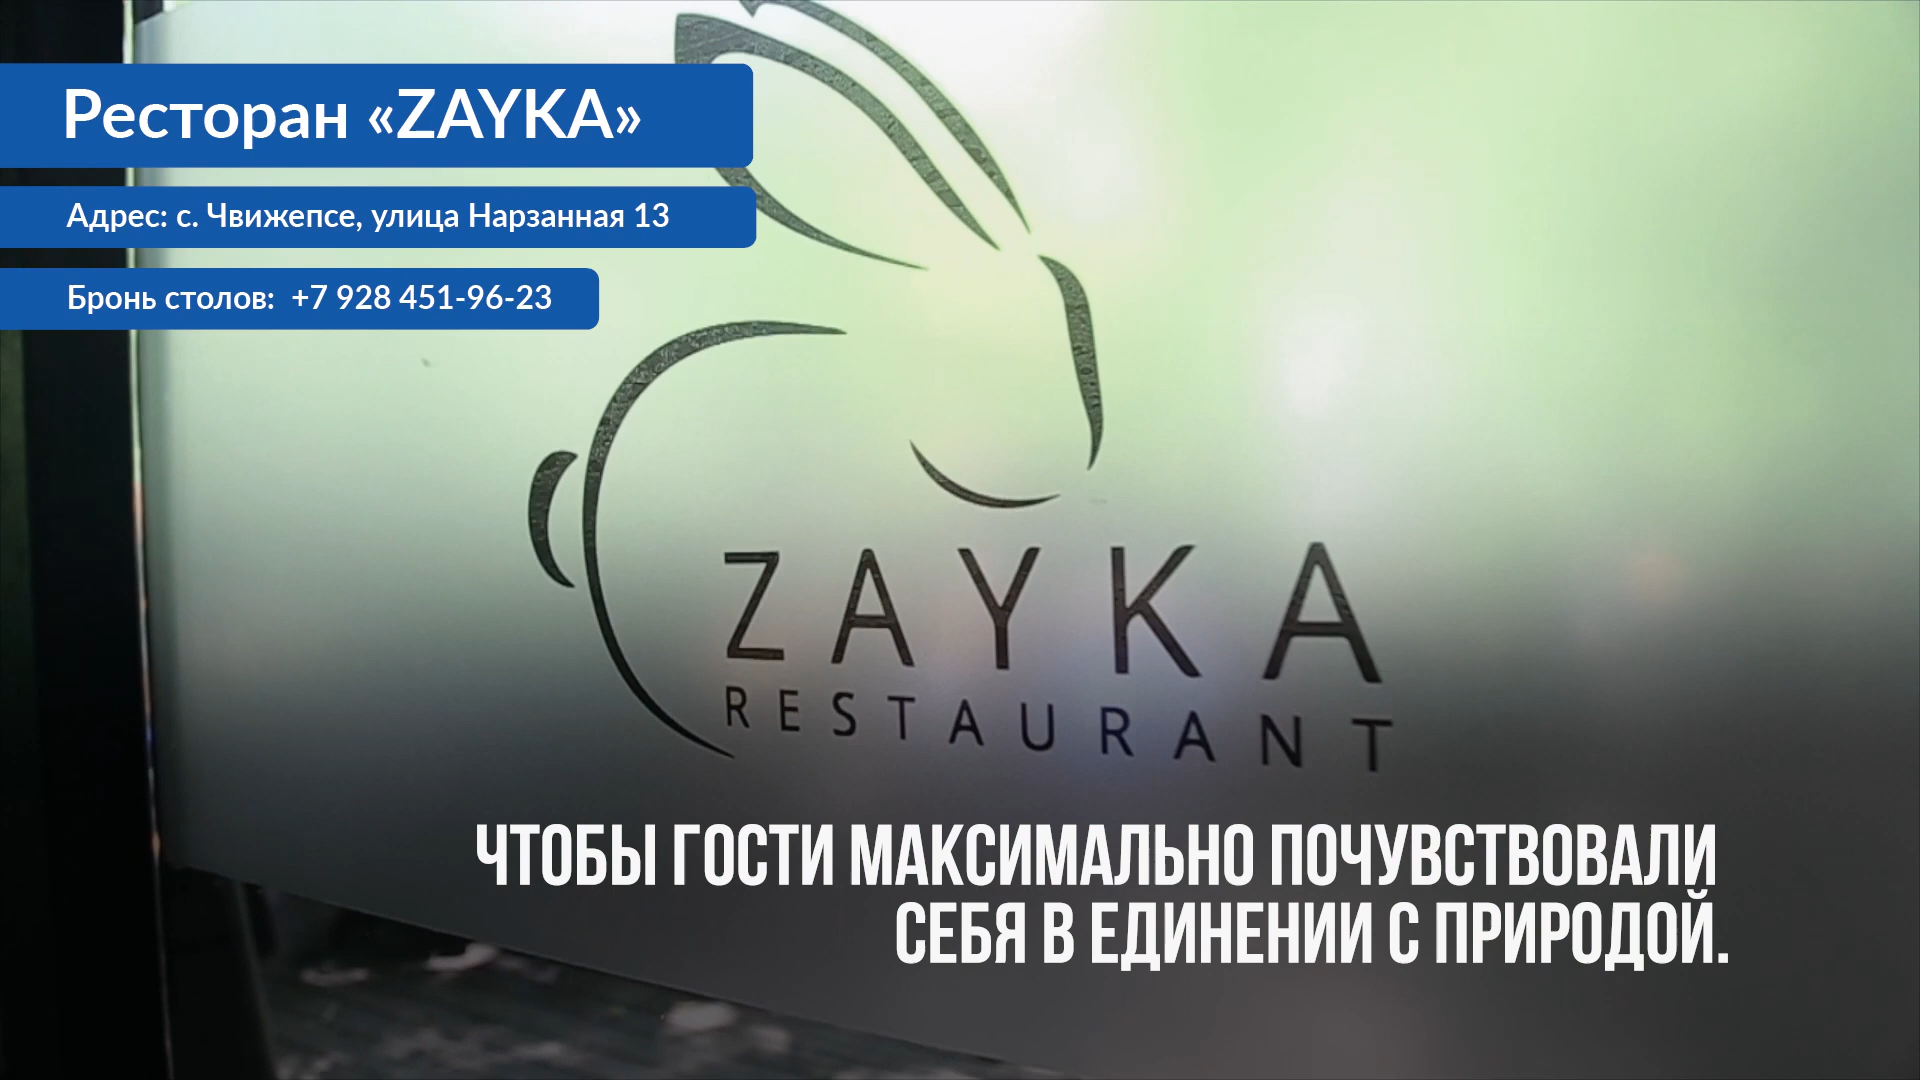 Ресторан «ZAYKA»
Адрес: с. Чвижепсе, улица Нарзанная 13
Бронь столов: +7 928 451-96-23
ZAYKA
RESTAURANT
ЧТОБЫ ГОСТИ МАКСИМАЛЬНО ПОЧУВСТВОВАЛИ
СЕБЯ В ЕДИНЕНИИ С ПРИРОДОЙ.